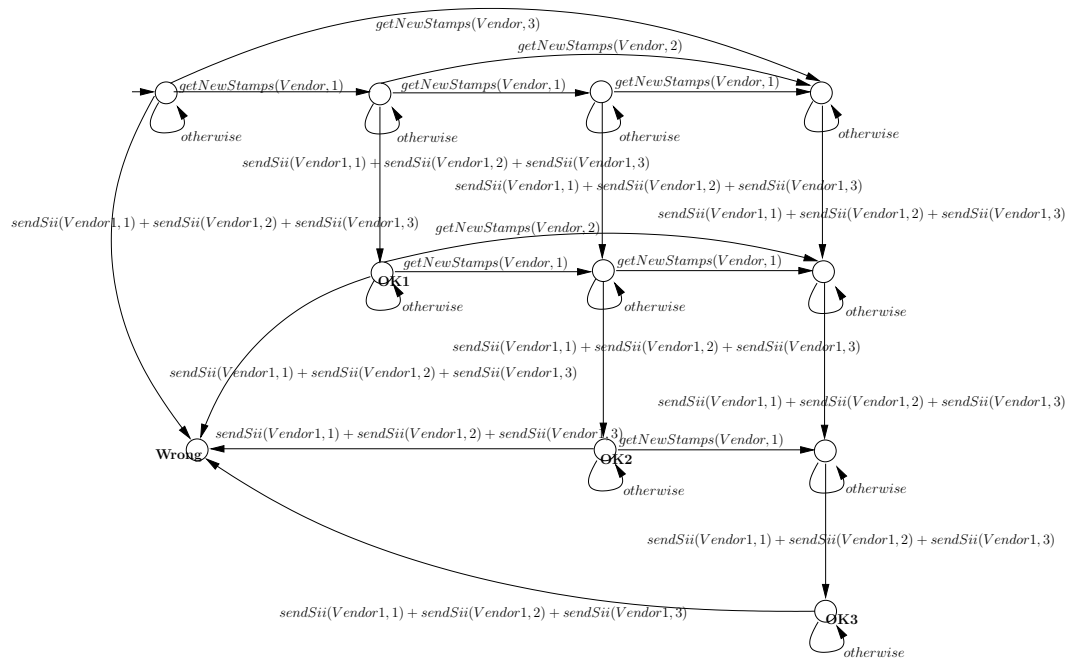 getNewStamps(Vendor, 3)
getNewStamps(Vendor, 2)
getNewStamps(Vendor, 1)
getNewStamps(Vendor, 1)
getNewStamps(Vendor, 1)
otherwise
otherwise
otherwise
otherwise
sendSii(Vendor1, 1) + sendSii(Vendor1, 2) + sendSii(Vendor1, 3)
sendSii(Vendor1, 1) + sendSii(Vendor1, 2) + sendSii(Vendor1, 3)
sendSii(Vendor1, 1) + sendSii(Vendor1, 2) + sendSii(Vendor1, 3)
sendSii(Vendor1, 1) + sendSii(Vendor1, 2) + sendSii(Vendor1, 3)
getNewStamps(Vendor, 2)
getNewStamps(Vendor, 1)
getNewStamps(Vendor, 1)
OK1
otherwise
otherwise
otherwise
sendSii(Vendor1, 1) + sendSii(Vendor1, 2) + sendSii(Vendor1, 3)
sendSii(Vendor1, 1) + sendSii(Vendor1, 2) + sendSii(Vendor1, 3)
sendSii(Vendor1, 1) + sendSii(Vendor1, 2) + sendSii(Vendor1, 3)
sendSii(Vendor1, 1) + sendSii(Vendor1, 2) + sendSii(Vendor1, 3)
getNewStamps(Vendor, 1)
Wrong
OK2
otherwise
otherwise
sendSii(Vendor1, 1) + sendSii(Vendor1, 2) + sendSii(Vendor1, 3)
sendSii(Vendor1, 1) + sendSii(Vendor1, 2) + sendSii(Vendor1, 3)
OK3
otherwise